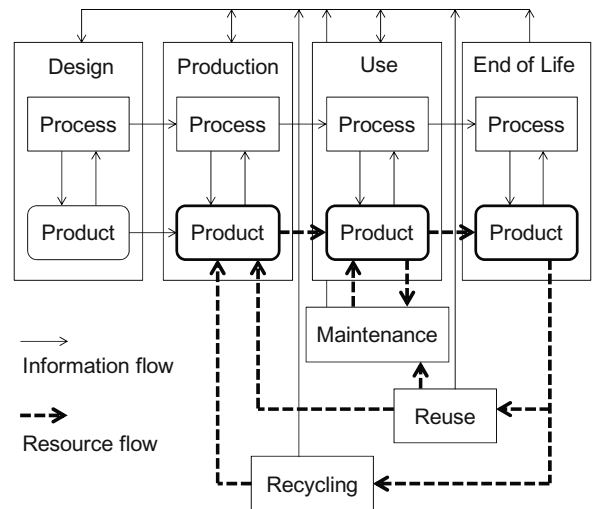 Design
Production
Use
End of Life
Process
Process
Process
Process
Product
Product
Product
Product
Maintenance
Information flow
Reuse
Resource flow
Recycling